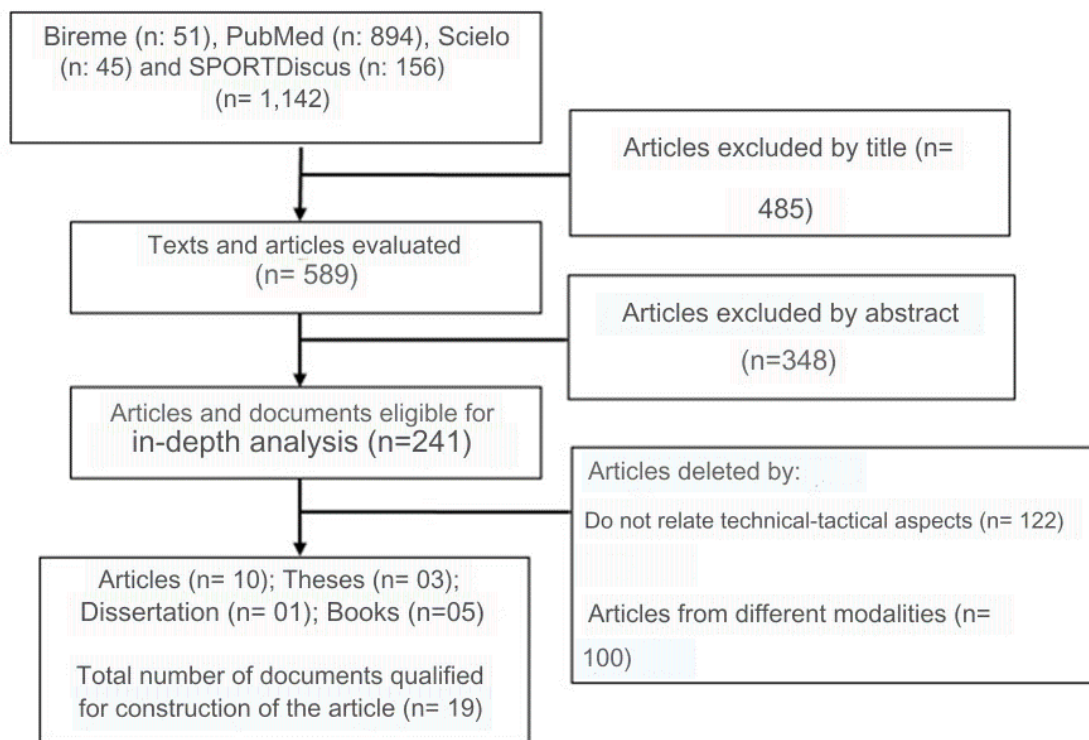 Bireme (n: 51), PubMed (n: 894), Scielo
(n: 45) and SPORTDiscus (n: 156)
(n= 1,142)
Articles excluded by title (n=
485)
Texts and articles evaluated
(n= 589)
Articles excluded by abstract
(n=348)
Articles and documents eligible for
in-depth analysis (n=241)
Articles deleted by:
Do not relate technical-tactical aspects (n= 122)
Articles from different modalities (n=
100)
Articles (n= 10); Theses (n= 03);
Dissertation (n= 01); Books (n=05)
Total number of documents qualified
for construction of the article (n= 19)